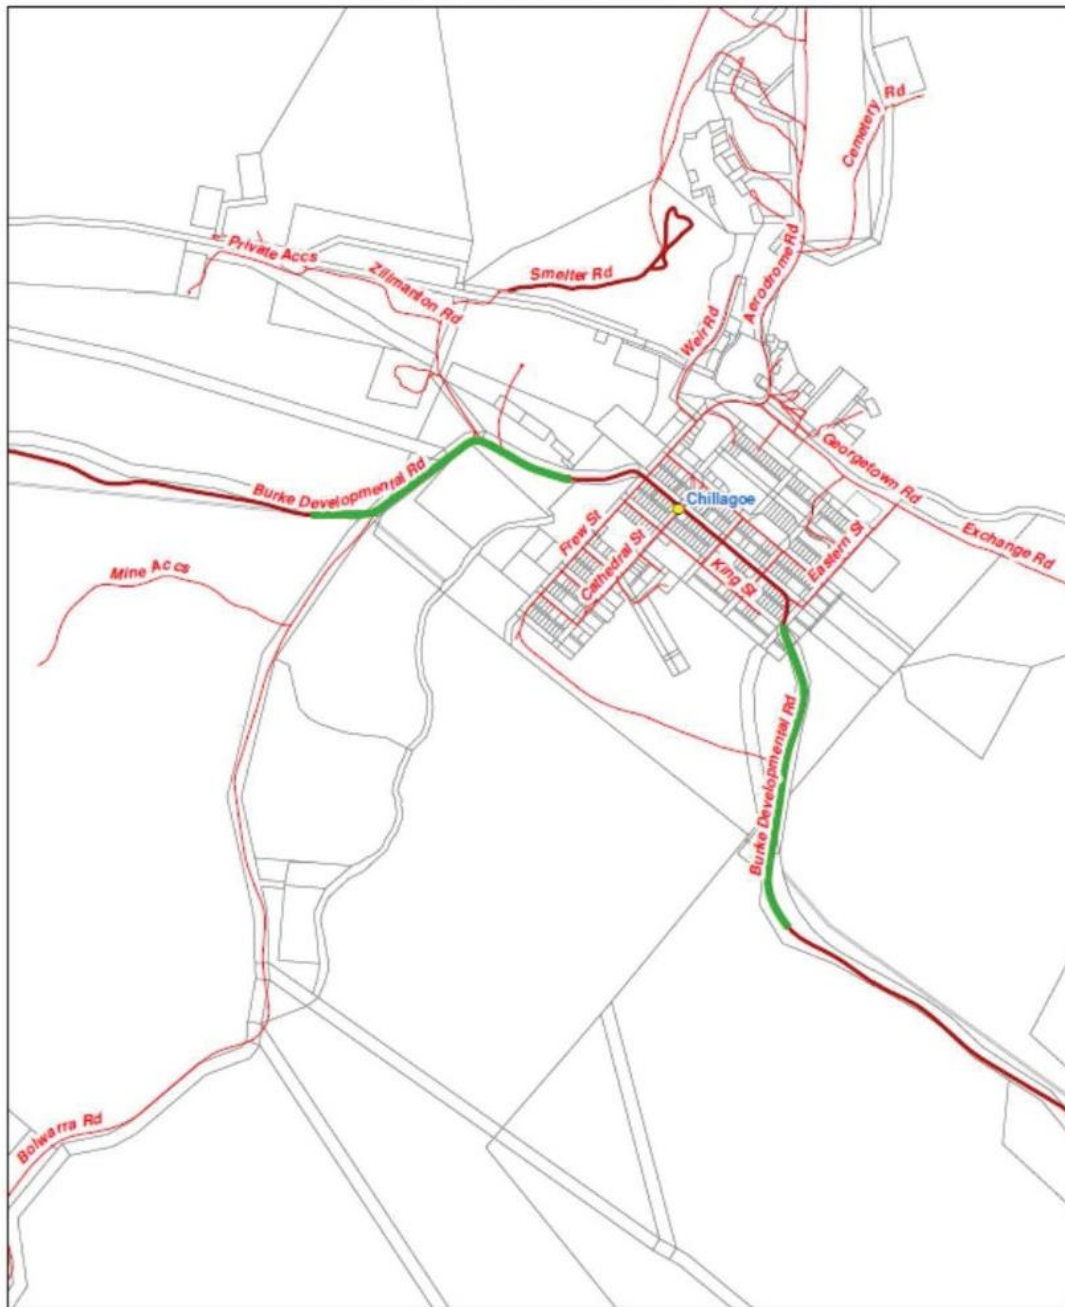 Cemetery Rd
Private Accs
Zillmanton Rd
Smelter Rd
Aerodrome Rd
Weir Rd
Burke Developmental Rd
Georgetown Rd
Chillagoe
Exchange Rd
Frew St
Cathedral St
King St
Eastern St
Mine Accs
Burke Developmental Rd
Bolwarra Rd